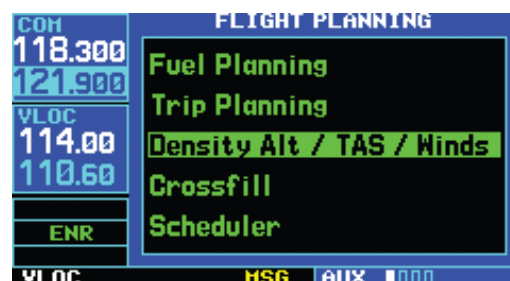 COM
118.300
121.900
VLOC
114.00
110.60
ENR
FLIGHT PLANNING
Fuel Planning
Trip Planning
Density Alt / TAS / Winds
Crossfill
Scheduler
VLOC MSG AUX